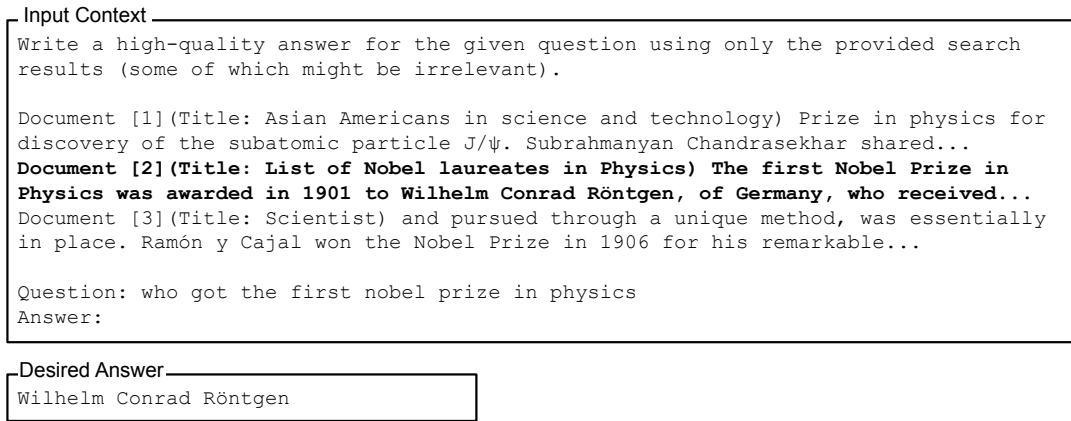 Input Context
Write a high-quality answer for the given question using only the provided search
results (some of which might be irrelevant).
Document [1](Title: Asian Americans in science and technology) Prize in physics for
discovery of the subatomic particle J/ψ. Subrahmanyan Chandrasekhar shared...
Document [2](Title: List of Nobel laureates in Physics) The first Nobel Prize in
Physics was awarded in 1901 to Wilhelm Conrad Röntgen, of Germany, who received...
Document [3](Title: Scientist) and pursued through a unique method, was essentially
in place. Ramón y Cajal won the Nobel Prize in 1906 for his remarkable...
Question: who got the first nobel prize in physics
Answer:
Desired Answer
Wilhelm Conrad Röntgen